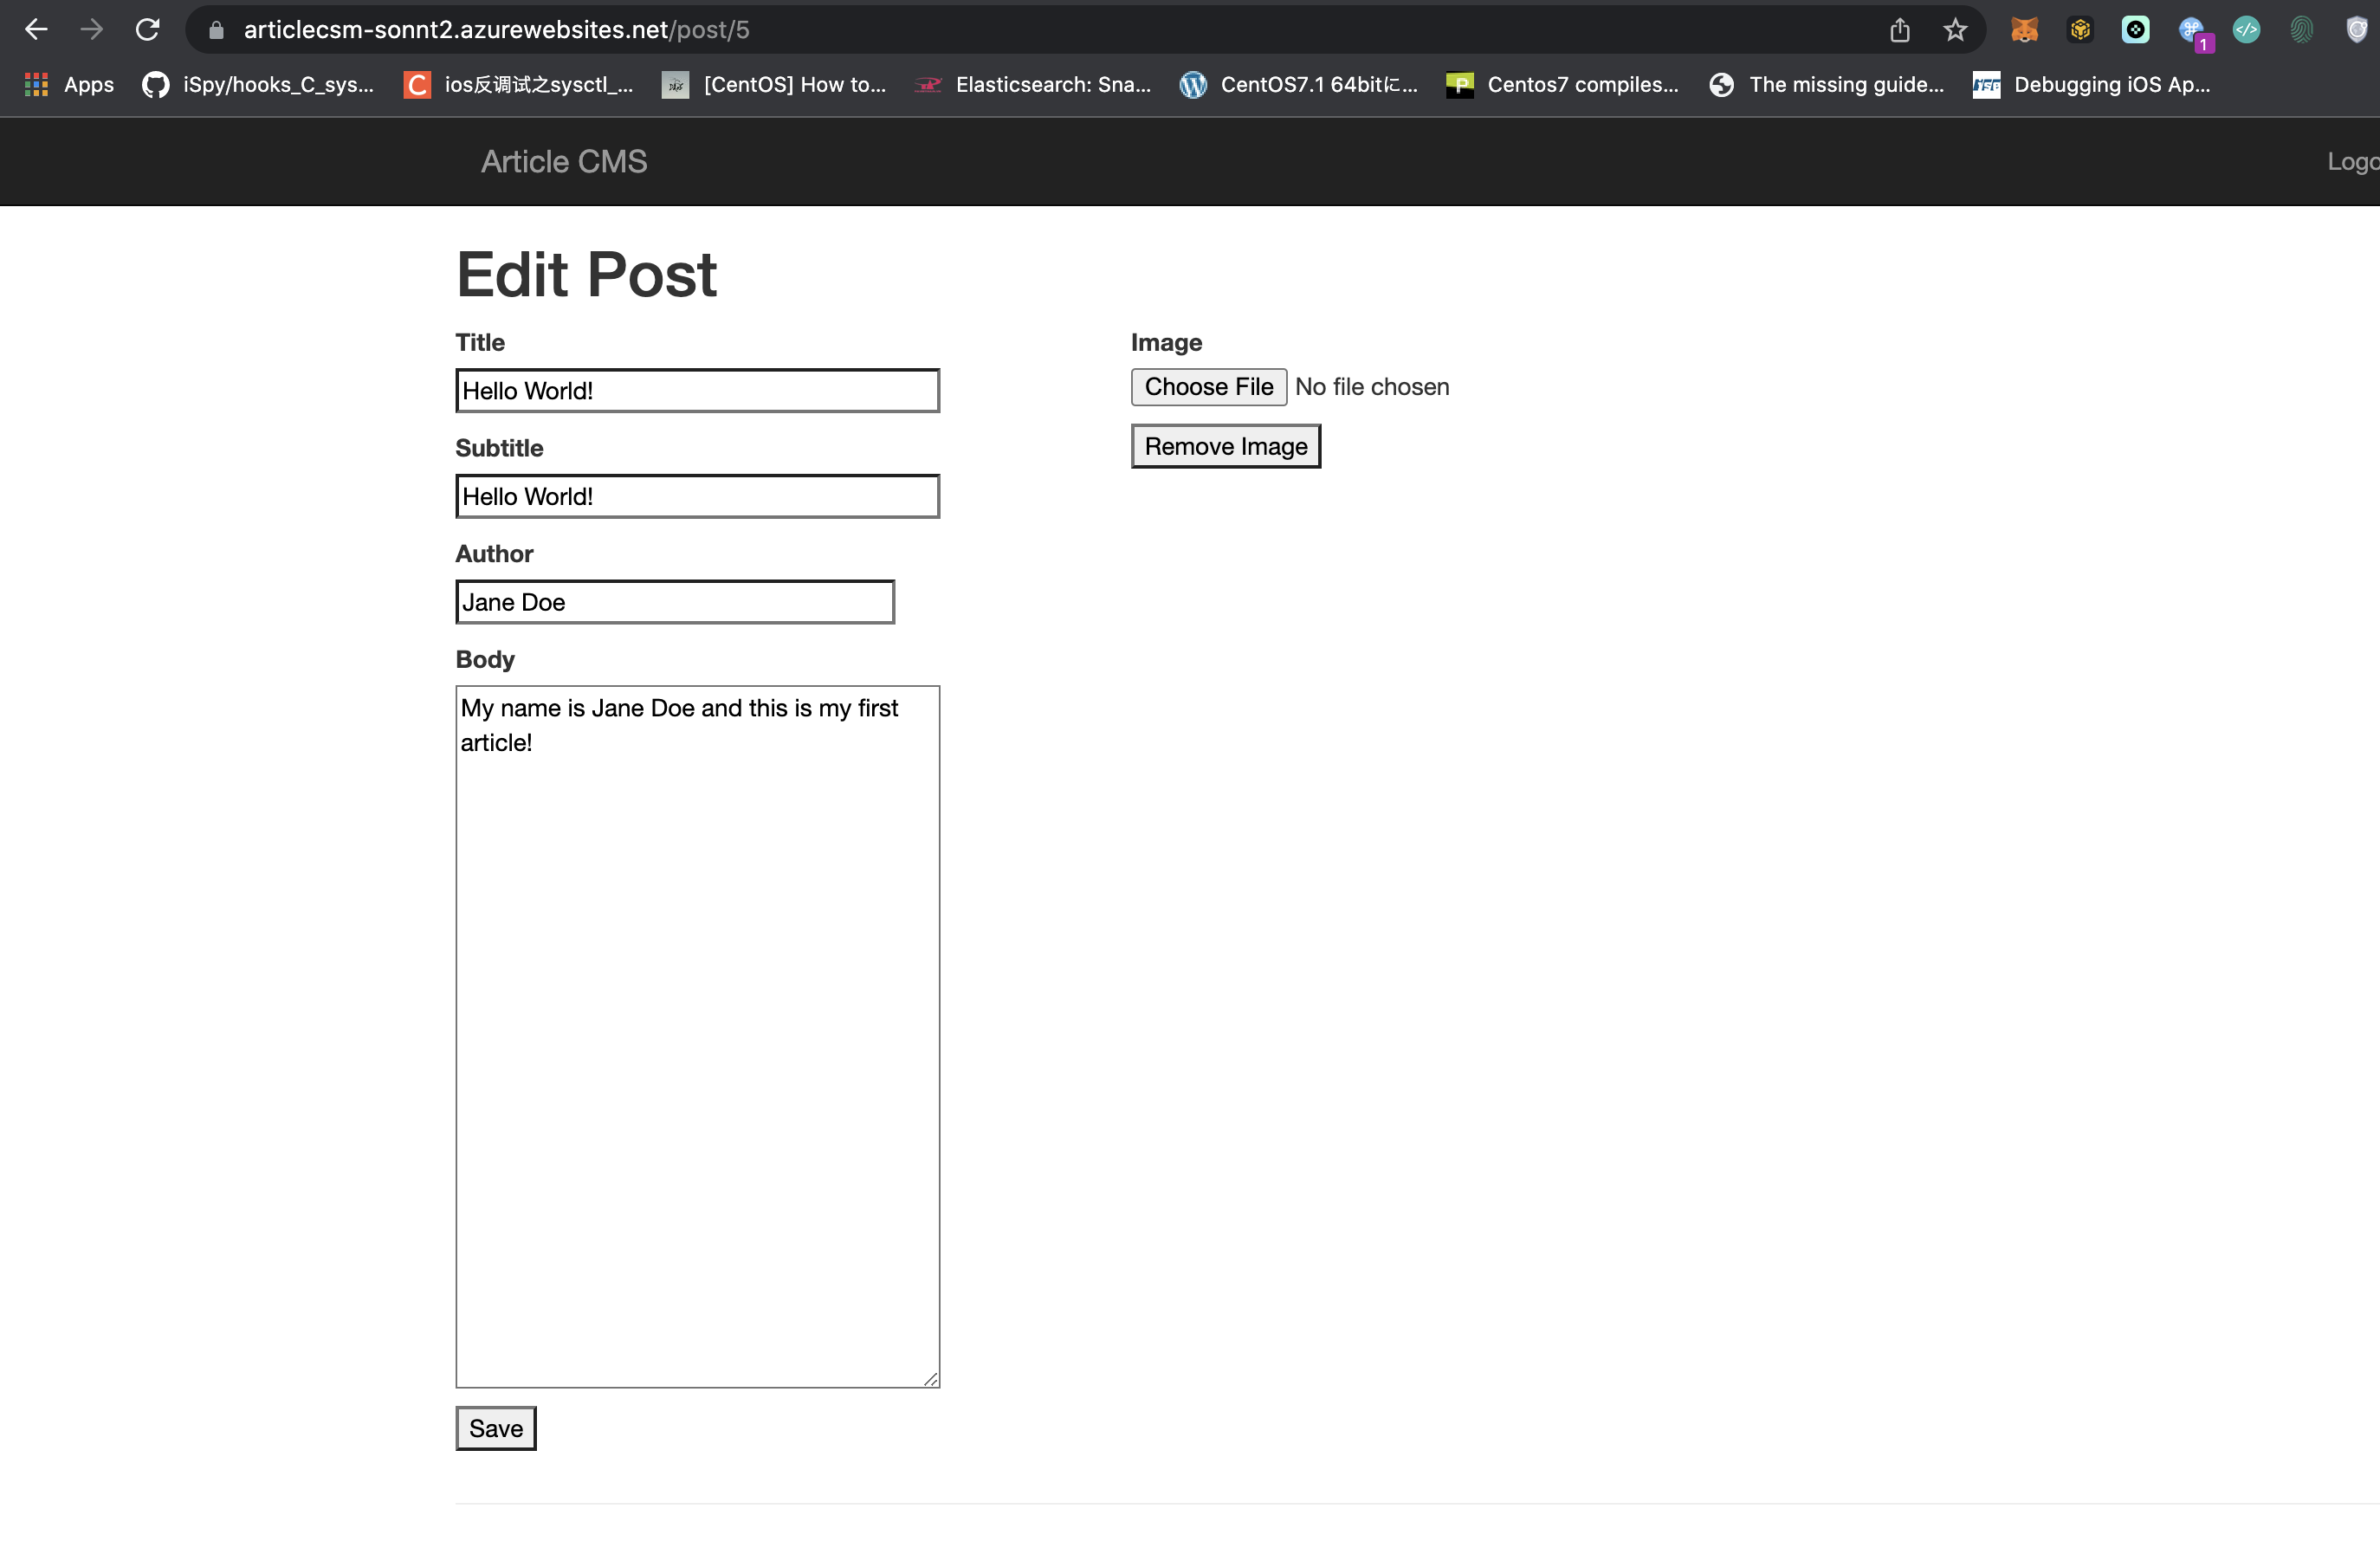 articlecsm-sonnt2.azurewebsites.net/post/5
1
Apps iSpy/hooks_C_sys... ios反调试之sysctl_... [CentOS] How to... Elasticsearch: Sna... CentOS7.1 64bitに... Centos7 compiles... The missing guide... Debugging iOS Ap...
Article CMS Logo
Edit Post
Title
Hello World!
Subtitle
Hello World!
Author
Jane Doe
Body
My name is Jane Doe and this is my first
article!
Save
Image
Choose File No file chosen
Remove Image